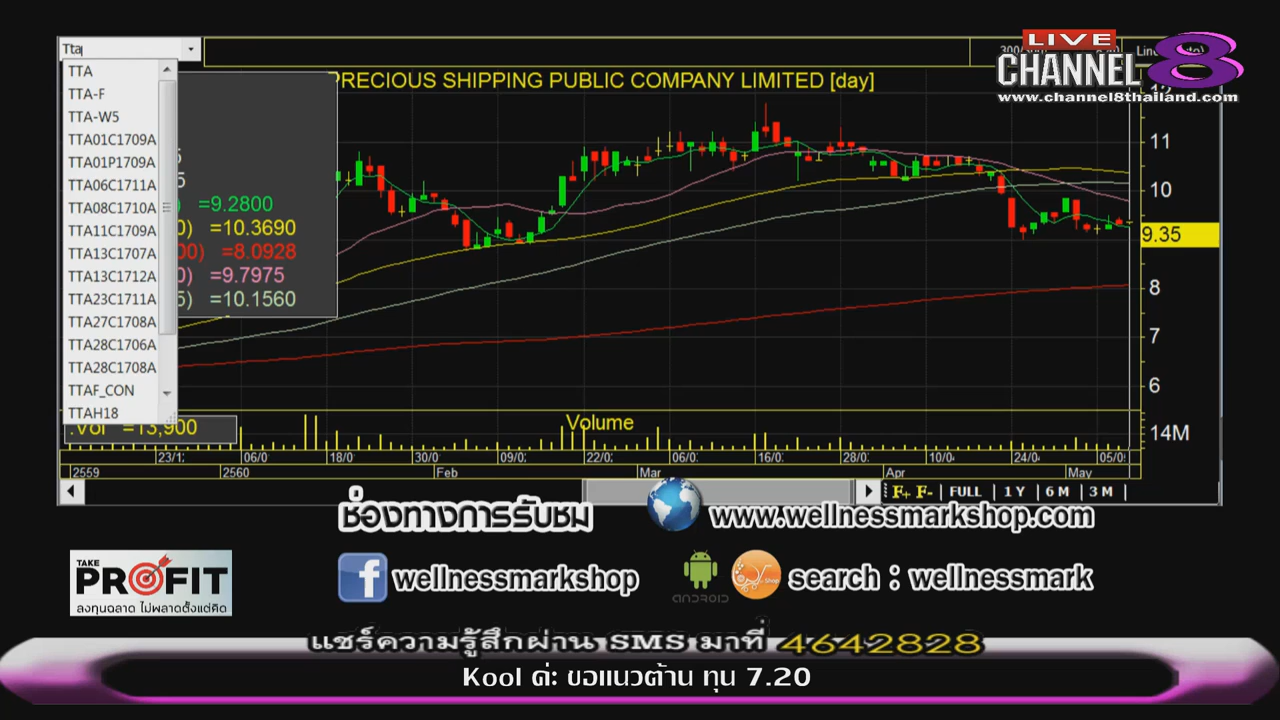 Tta
LIVE
CHANNEL 8
www.channel8thailand.com
PRECIOUS SHIPPING PUBLIC COMPANY LIMITED [day]
TTA
TTA-F
TTA-W5
TTA01C1709A
TTA01P1709A
TTA06C1711A
TTA08C1710A
TTA11C1709A
TTA13C1707A
TTA13C1712A
TTA23C1711A
TTA27C1708A
TTA28C1706A
TTA28C1708A
TTAF_CON
TTAH18
=9.2800
=10.3690
=8.0928
=9.7975
=10.1560
11
10
9.35
8
7
6
14M
=13,900
Volume
23/1 06/0 18/0 30/0 09/0 22/0 06/0 16/0 28/0 10/0 24/0 05/0
2559 2560 Feb Mar Apr May
F+ F- FULL 1 Y 6 M 3 M
ช่องทางการรับชม www.wellnessmarkshop.com
TAKE PROFIT
ลงทุนฉลาด ไม่พลาดตั้งแต่คิด
wellnessmarkshop
ANDROID
search : wellnessmark
แชร์ความรู้สึกผ่าน SMS มาที่ 4642828
Kool ค่ะ ขอแนวต้าน ทุน 7.20